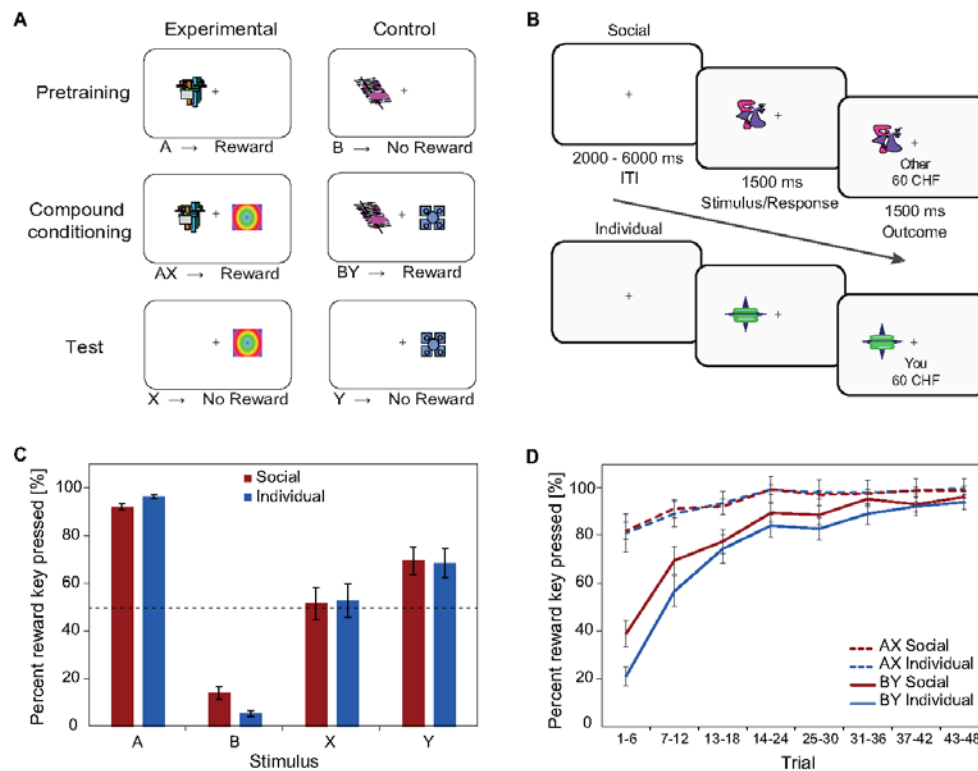 A
Experimental
Control
Pretraining
A → Reward
B → No Reward
Compound
conditioning
AX → Reward
BY → Reward
Test
X → No Reward
Y → No Reward
B
Social
2000 - 6000 ms
ITI
1500 ms
Stimulus/Response
Other
60 CHF
1500 ms
Outcome
Individual
You
60 CHF
C
Percent reward key pressed [%]
100
80
60
40
20
0
Social
Individual
A B X Y
Stimulus
D
Percent reward key pressed [%]
100
80
60
40
20
0
AX Social
AX Individual
BY Social
BY Individual
1-6 7-12 13-18 14-24 25-30 31-36 37-42 43-48
Trial